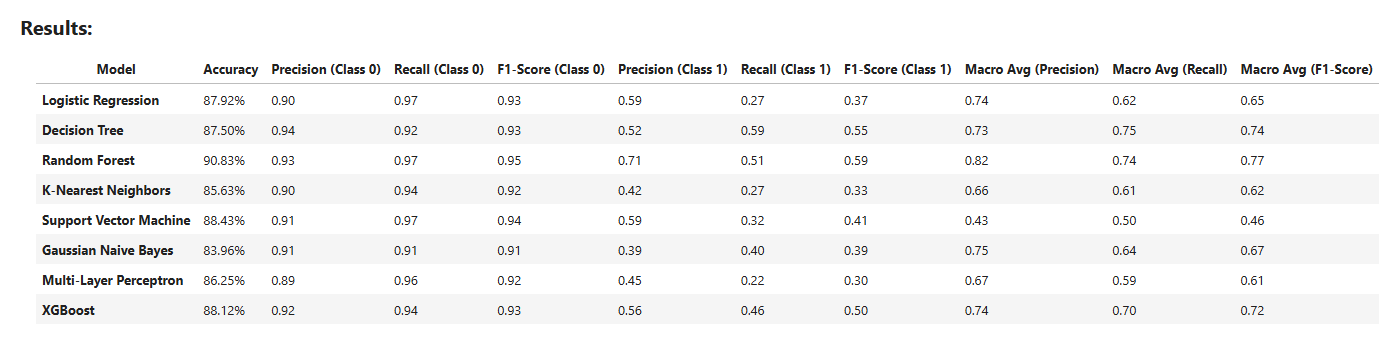 Results:
Model Accuracy Precision (Class 0) Recall (Class 0) F1-Score (Class 0) Precision (Class 1) Recall (Class 1) F1-Score (Class 1) Macro Avg (Precision) Macro Avg (Recall) Macro Avg (F1-Score)
Logistic Regression 87.92% 0.90 0.97 0.93 0.59 0.27 0.37 0.74 0.62 0.65
Decision Tree 87.50% 0.94 0.92 0.93 0.52 0.59 0.55 0.73 0.75 0.74
Random Forest 90.83% 0.93 0.97 0.95 0.71 0.51 0.59 0.82 0.74 0.77
K-Nearest Neighbors 85.63% 0.90 0.94 0.92 0.42 0.27 0.33 0.66 0.61 0.62
Support Vector Machine 88.43% 0.91 0.97 0.94 0.59 0.32 0.41 0.43 0.50 0.46
Gaussian Naive Bayes 83.96% 0.91 0.91 0.91 0.39 0.40 0.39 0.75 0.64 0.67
Multi-Layer Perceptron 86.25% 0.89 0.96 0.92 0.45 0.22 0.30 0.67 0.59 0.61
XGBoost 88.12% 0.92 0.94 0.93 0.56 0.46 0.50 0.74 0.70 0.72